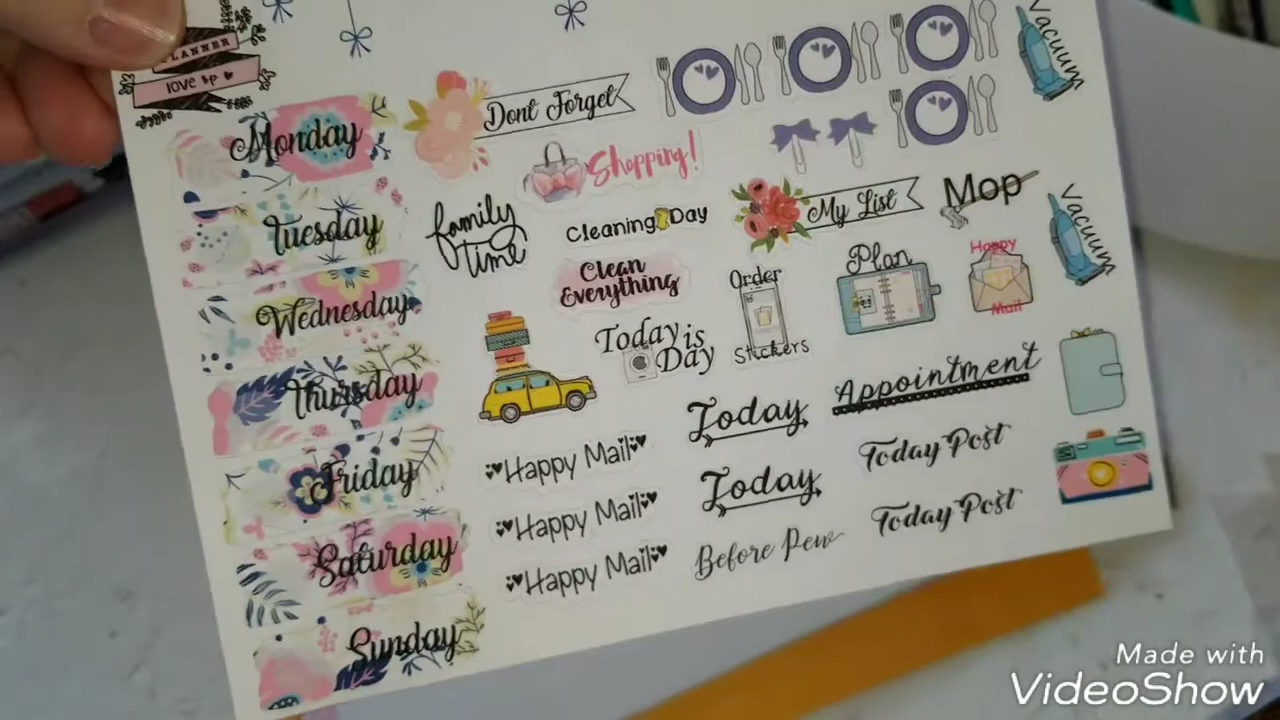 PLANNER
love sp
Monday
Tuesday
Wednesday
Thursday
Friday
Saturday
Sunday
Dont Forget
Shopping!
family
time
Cleaning Day
Clean
Everything
Today is
Day
Happy Mail
Happy Mail
Happy Mail
My List
Order
Stickers
Plan
Mop
Happy
Mail
Vacuum
Vacuum
Appointment
Today
Today
Before Pew
Today Post
Today Post
Made with
VideoShow